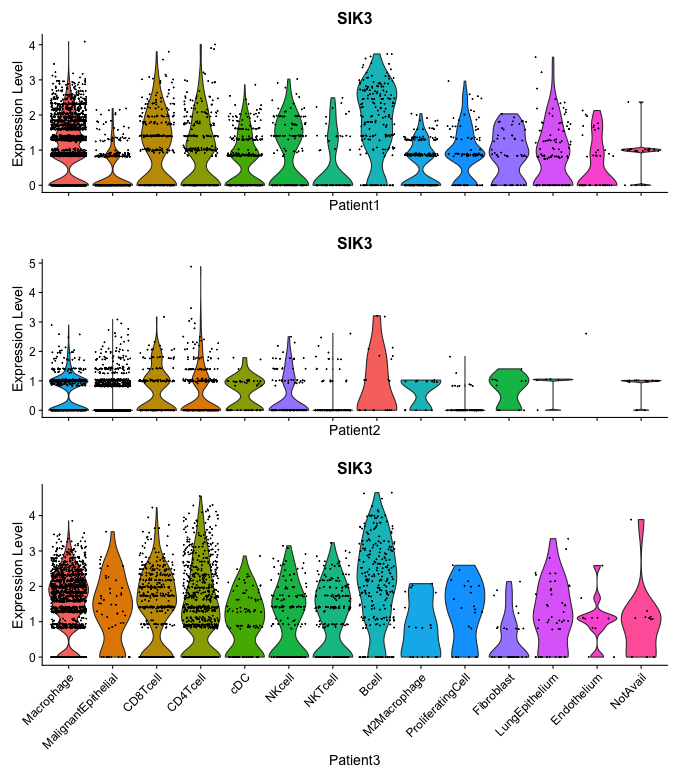 SIK3
Expression Level
4
3
2
1
0
Patient1
SIK3
Expression Level
5
4
3
2
1
0
Patient2
SIK3
Expression Level
4
3
2
1
0
Macrophage
MalignantEpithelial
CD8Tcell
CD4Tcell
cDC
NKcell
NKTcell
Bcell
M2Macrophage
ProliferatingCell
Fibroblast
LungEpithelium
Endothelium
NotAvail
Patient3